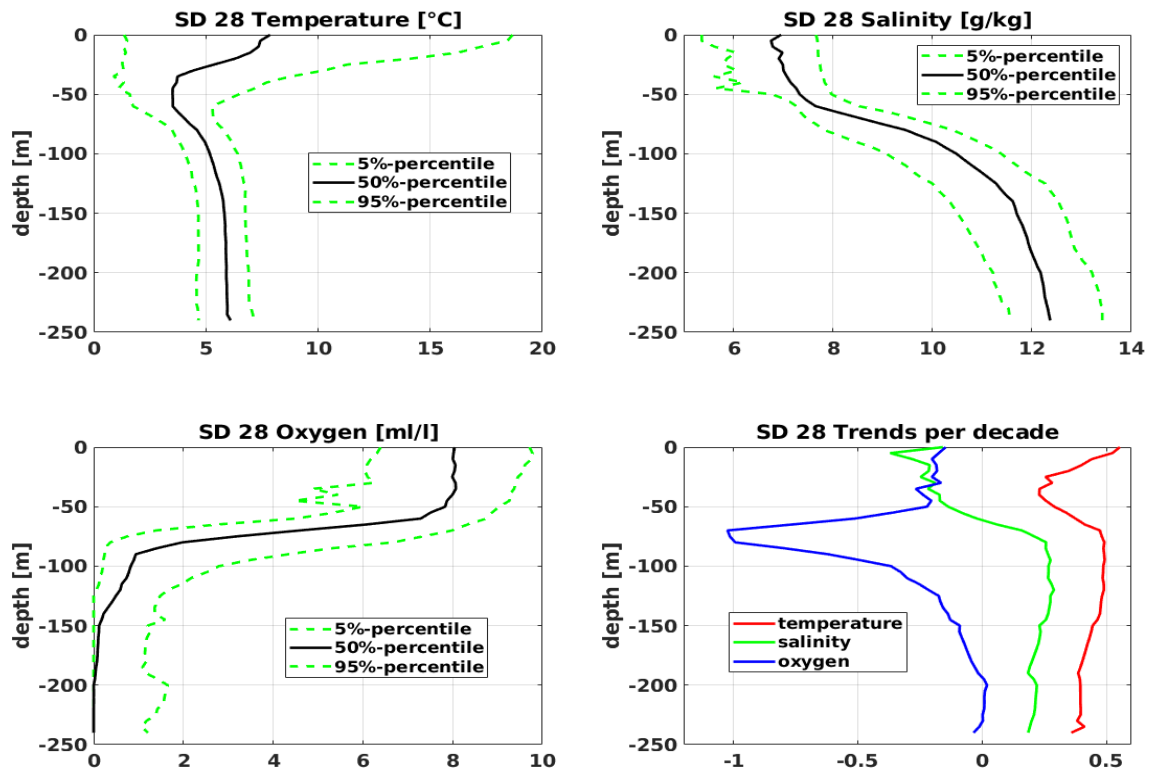 SD 28 Temperature [°C]
0
-50
-100
-150
-200
-250
depth [m]
0 5 10 15 20
5%-percentile
50%-percentile
95%-percentile
SD 28 Salinity [g/kg]
0
-50
-100
-150
-200
-250
depth [m]
6 8 10 12 14
5%-percentile
50%-percentile
95%-percentile
SD 28 Oxygen [ml/l]
0
-50
-100
-150
-200
-250
depth [m]
0 2 4 6 8 10
5%-percentile
50%-percentile
95%-percentile
SD 28 Trends per decade
0
-50
-100
-150
-200
-250
depth [m]
-1 -0.5 0 0.5
temperature
salinity
oxygen